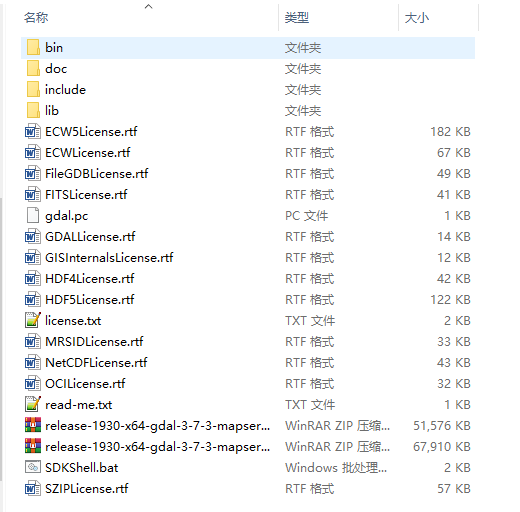 名称 类型 大小
bin 文件夹
doc 文件夹
include 文件夹
lib 文件夹
ECW5License.rtf RTF 格式 182 KB
ECWLicense.rtf RTF 格式 67 KB
FileGDBLicense.rtf RTF 格式 49 KB
FITSLicense.rtf RTF 格式 41 KB
gdal.pc PC 文件 1 KB
GDALLicense.rtf RTF 格式 14 KB
GISInternalsLicense.rtf RTF 格式 12 KB
HDF4License.rtf RTF 格式 42 KB
HDF5License.rtf RTF 格式 122 KB
license.txt TXT 文件 2 KB
MRSIDLicense.rtf RTF 格式 33 KB
NetCDFLicense.rtf RTF 格式 43 KB
OCILicense.rtf RTF 格式 32 KB
read-me.txt TXT 文件 1 KB
release-1930-x64-gdal-3-7-3-mapser... WinRAR ZIP 压缩... 51,576 KB
release-1930-x64-gdal-3-7-3-mapser... WinRAR ZIP 压缩... 67,910 KB
SDKShell.bat Windows 批处理... 2 KB
SZIPLicense.rtf RTF 格式 57 KB